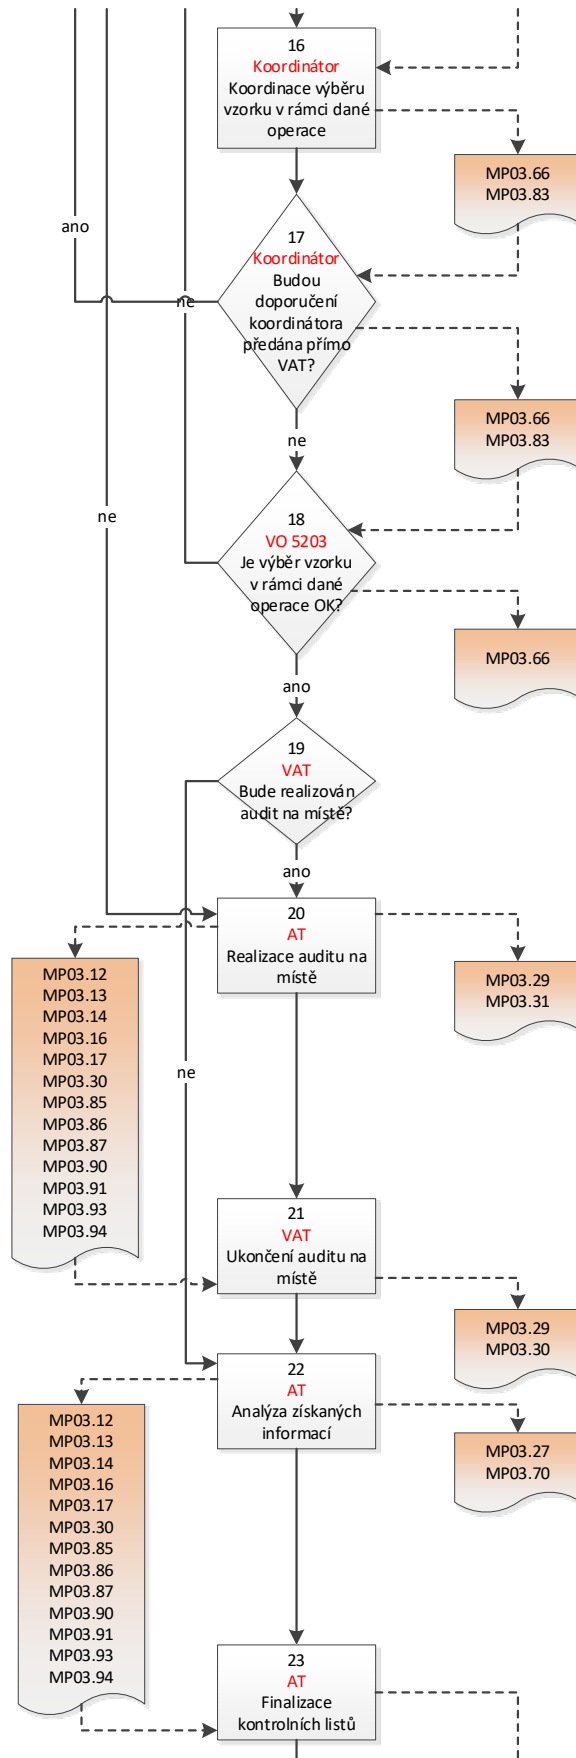 16
Koordinátor
Koordinace výběru
vzorku v rámci dané
operace
MP03.66
MP03.83
ano
17
Koordinátor
Budou
doporučení
koordinátora
předána přímo
VAT?
ne
MP03.66
MP03.83
ne
ne
18
VO 5203
Je výběr vzorku
v rámci dané
operace OK?
MP03.66
ano
19
VAT
Bude realizován
audit na místě?
ano
20
AT
Realizace auditu na
místě
MP03.29
MP03.31
MP03.12
MP03.13
MP03.14
MP03.16
MP03.17
MP03.30
MP03.85
MP03.86
MP03.87
MP03.90
MP03.91
MP03.93
MP03.94
ne
21
VAT
Ukončení auditu na
místě
MP03.29
MP03.30
22
AT
Analýza získaných
informací
MP03.27
MP03.70
MP03.12
MP03.13
MP03.14
MP03.16
MP03.17
MP03.30
MP03.85
MP03.86
MP03.87
MP03.90
MP03.91
MP03.93
MP03.94
23
AT
Finalizace
kontrolních listů